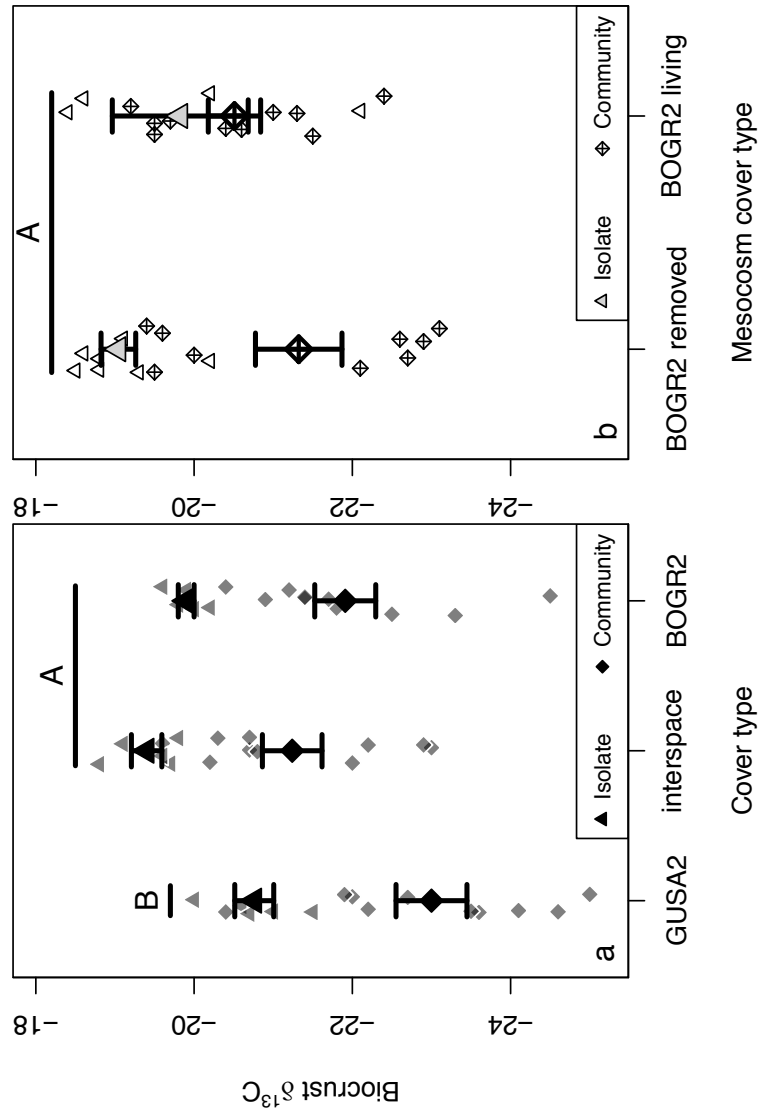 Biocrust δ¹³C
−18
−20
−22
−24
B
A
a
▲ Isolate ◆ Community
GUSA2 interspace BOGR2
Cover type
−18
−20
−22
−24
A
b
△ Isolate Community
BOGR2 removed BOGR2 living
Mesocosm cover type